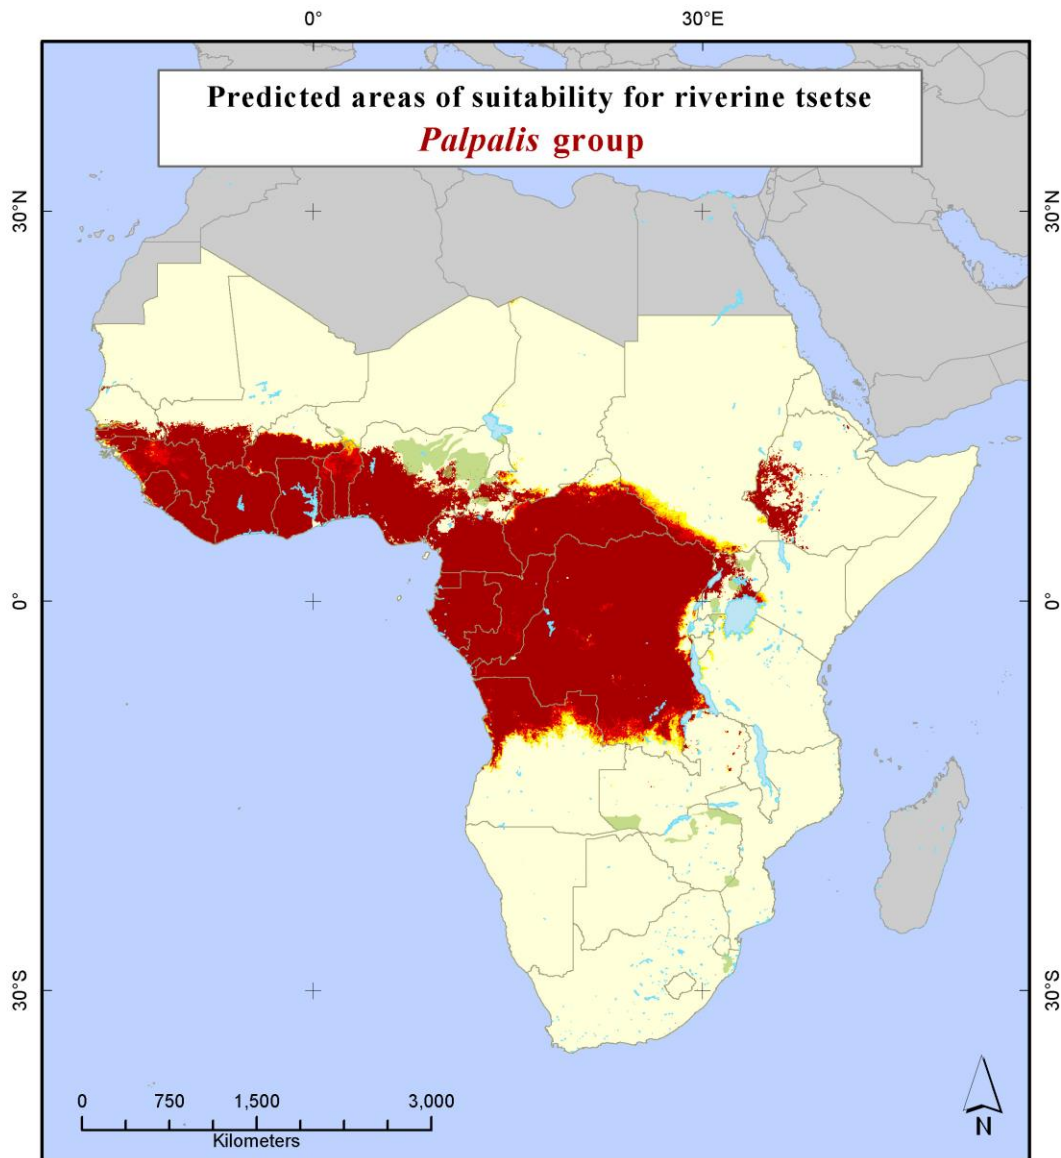 0°
30°E
Predicted areas of suitability for riverine tsetse
Palpalis group
30°N
30°N
0°
0°
30°S
30°S
0
750
1,500
3,000
Kilometers
N